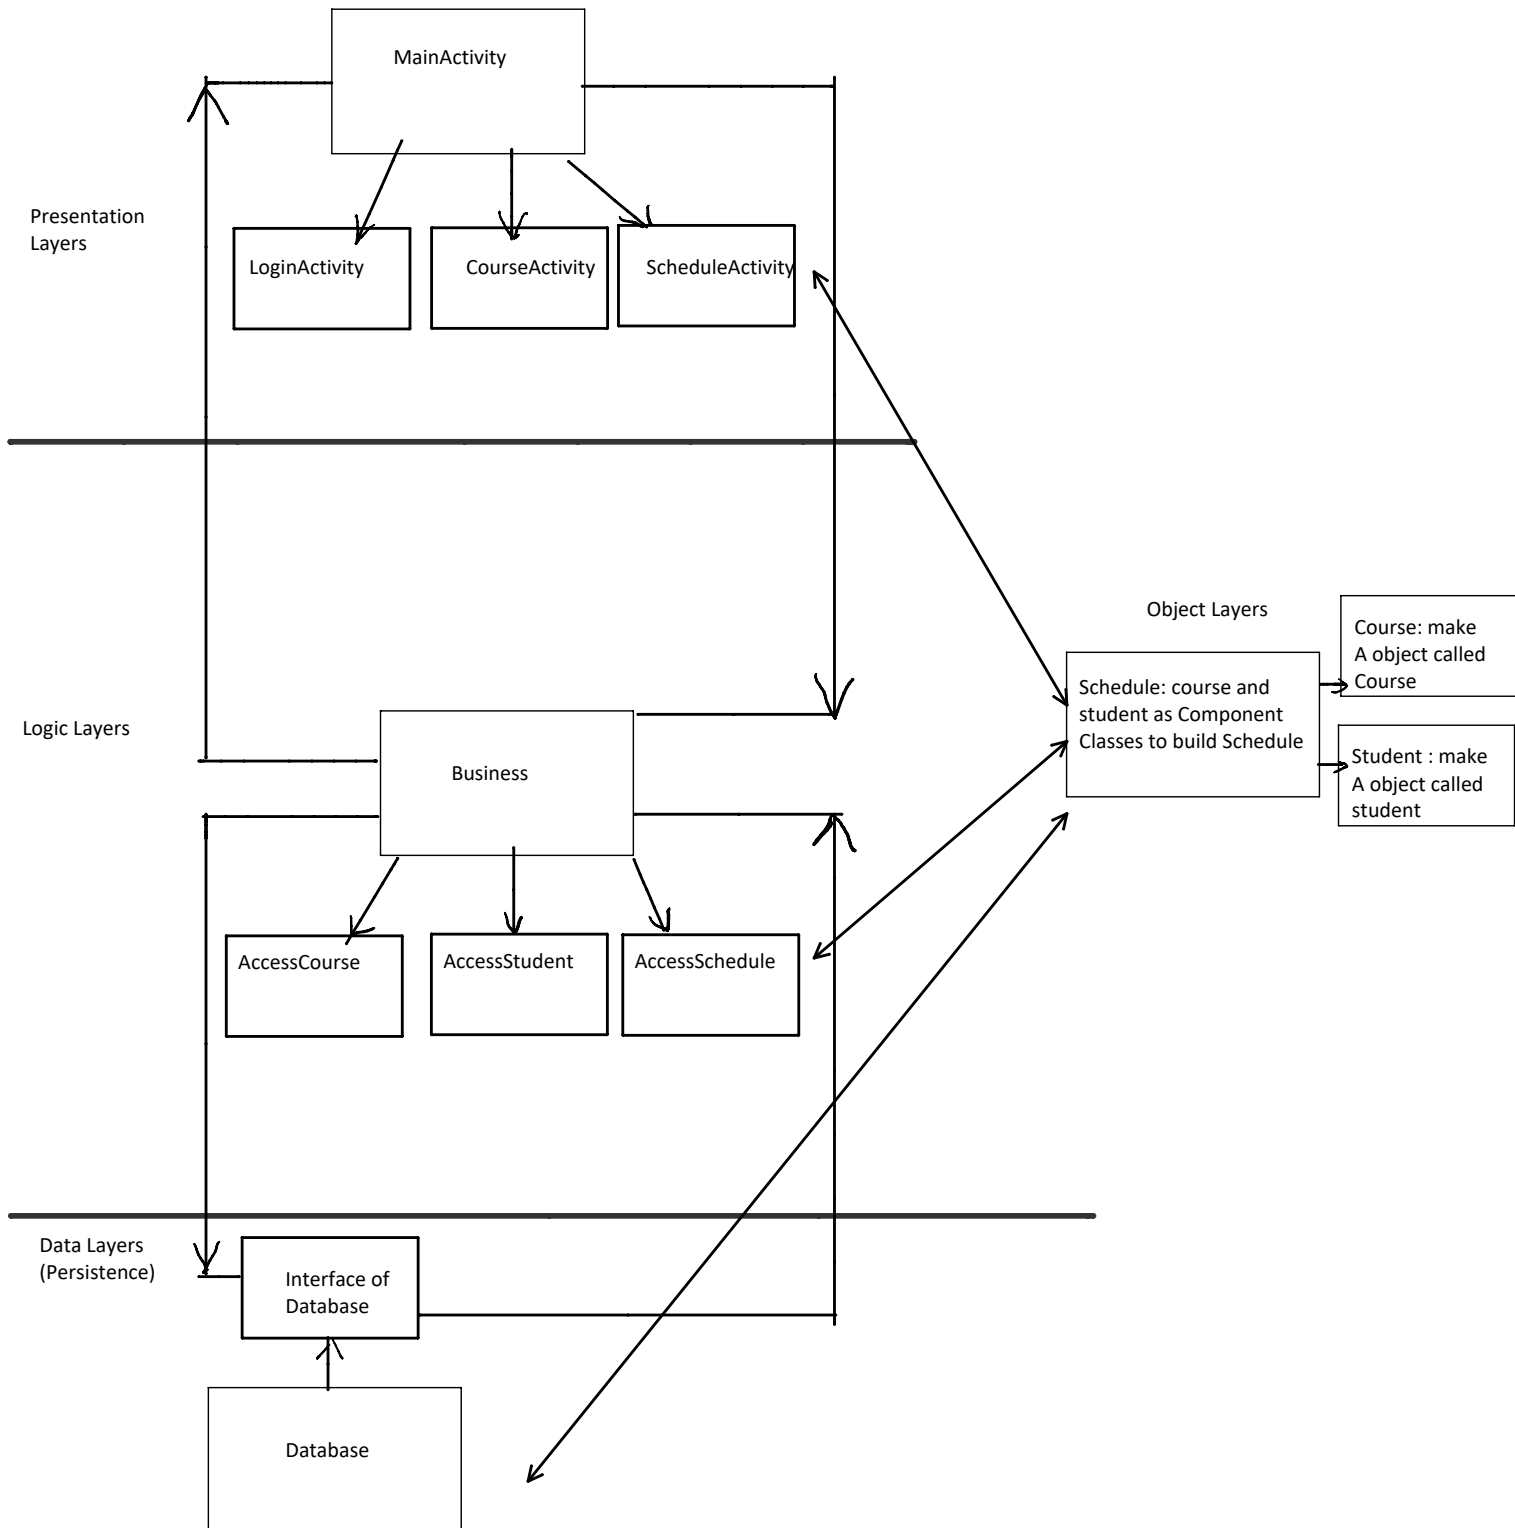 MainActivity
Presentation
Layers
LoginActivity
CourseActivity
ScheduleActivity
Object Layers
Course: make
A object called
Course
Schedule: course and
student as Component
Classes to build Schedule
Student : make
A object called
student
Logic Layers
Business
AccessCourse
AccessStudent
AccessSchedule
Data Layers
(Persistence)
Interface of
Database
Database